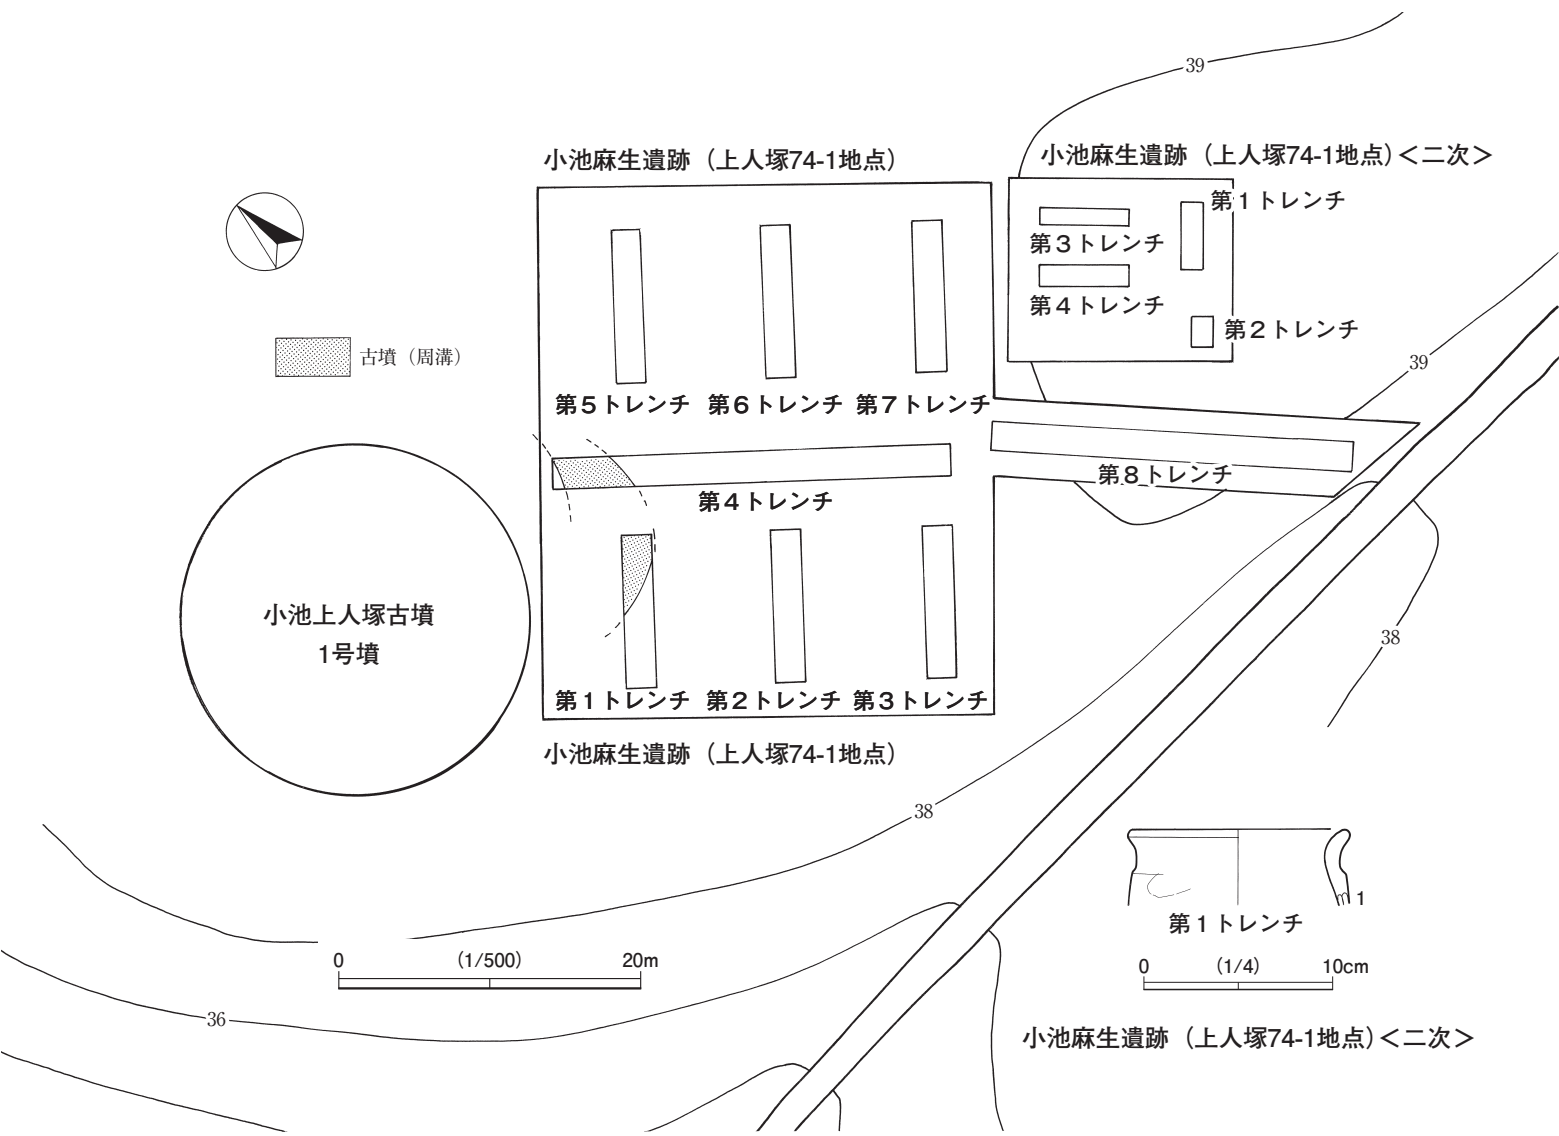 39
小池麻生遺跡（上人塚74-1地点）
小池麻生遺跡（上人塚74-1地点）＜二次＞
第１トレンチ
第３トレンチ
第４トレンチ
第２トレンチ
古墳（周溝）
39
第５トレンチ
第６トレンチ
第７トレンチ
第８トレンチ
第４トレンチ
小池上人塚古墳
1号墳
38
第１トレンチ
第２トレンチ
第３トレンチ
小池麻生遺跡（上人塚74-1地点）
38
1
第１トレンチ
0 （1/500） 20m
0 （1/4） 10cm
36
小池麻生遺跡（上人塚74-1地点）＜二次＞